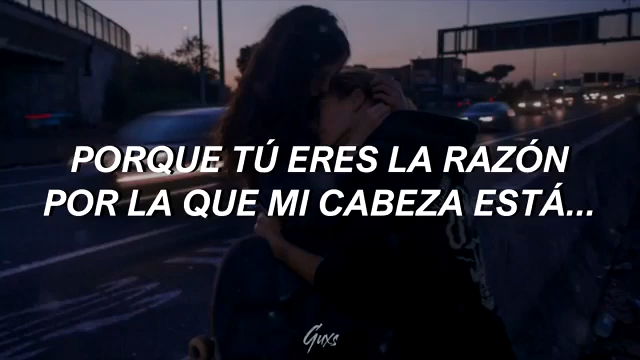 PORQUE TÚ ERES LA RAZÓN
POR LA QUE MI CABEZA ESTÁ...
Guxs